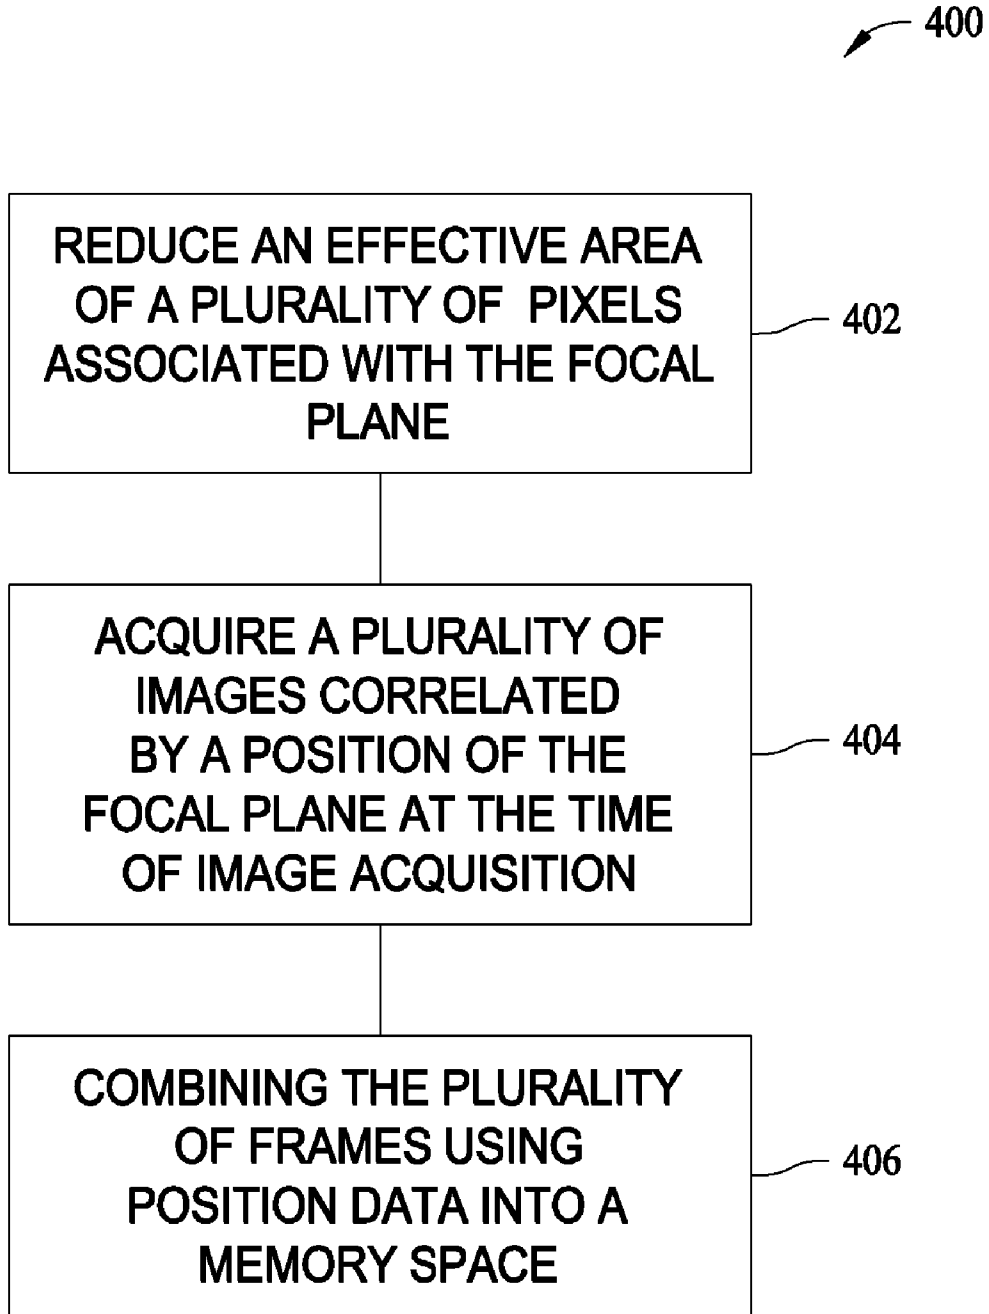 400
REDUCE AN EFFECTIVE AREA
OF A PLURALITY OF PIXELS
ASSOCIATED WITH THE FOCAL
PLANE
402
ACQUIRE A PLURALITY OF
IMAGES CORRELATED
BY A POSITION OF THE
FOCAL PLANE AT THE TIME
OF IMAGE ACQUISITION
404
COMBINING THE PLURALITY
OF FRAMES USING
POSITION DATA INTO A
MEMORY SPACE
406